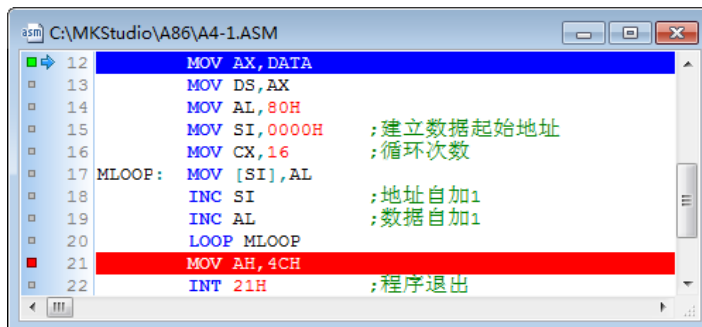 asm C:\MKStudio\A86\A4-1.ASM
12 MOV AX,DATA
13 MOV DS,AX
14 MOV AL,80H
15 MOV SI,0000H ;建立数据起始地址
16 MOV CX,16 ;循环次数
17 MLOOP: MOV [SI],AL
18 INC SI ;地址自加1
19 INC AL ;数据自加1
20 LOOP MLOOP
21 MOV AH,4CH
22 INT 21H ;程序退出